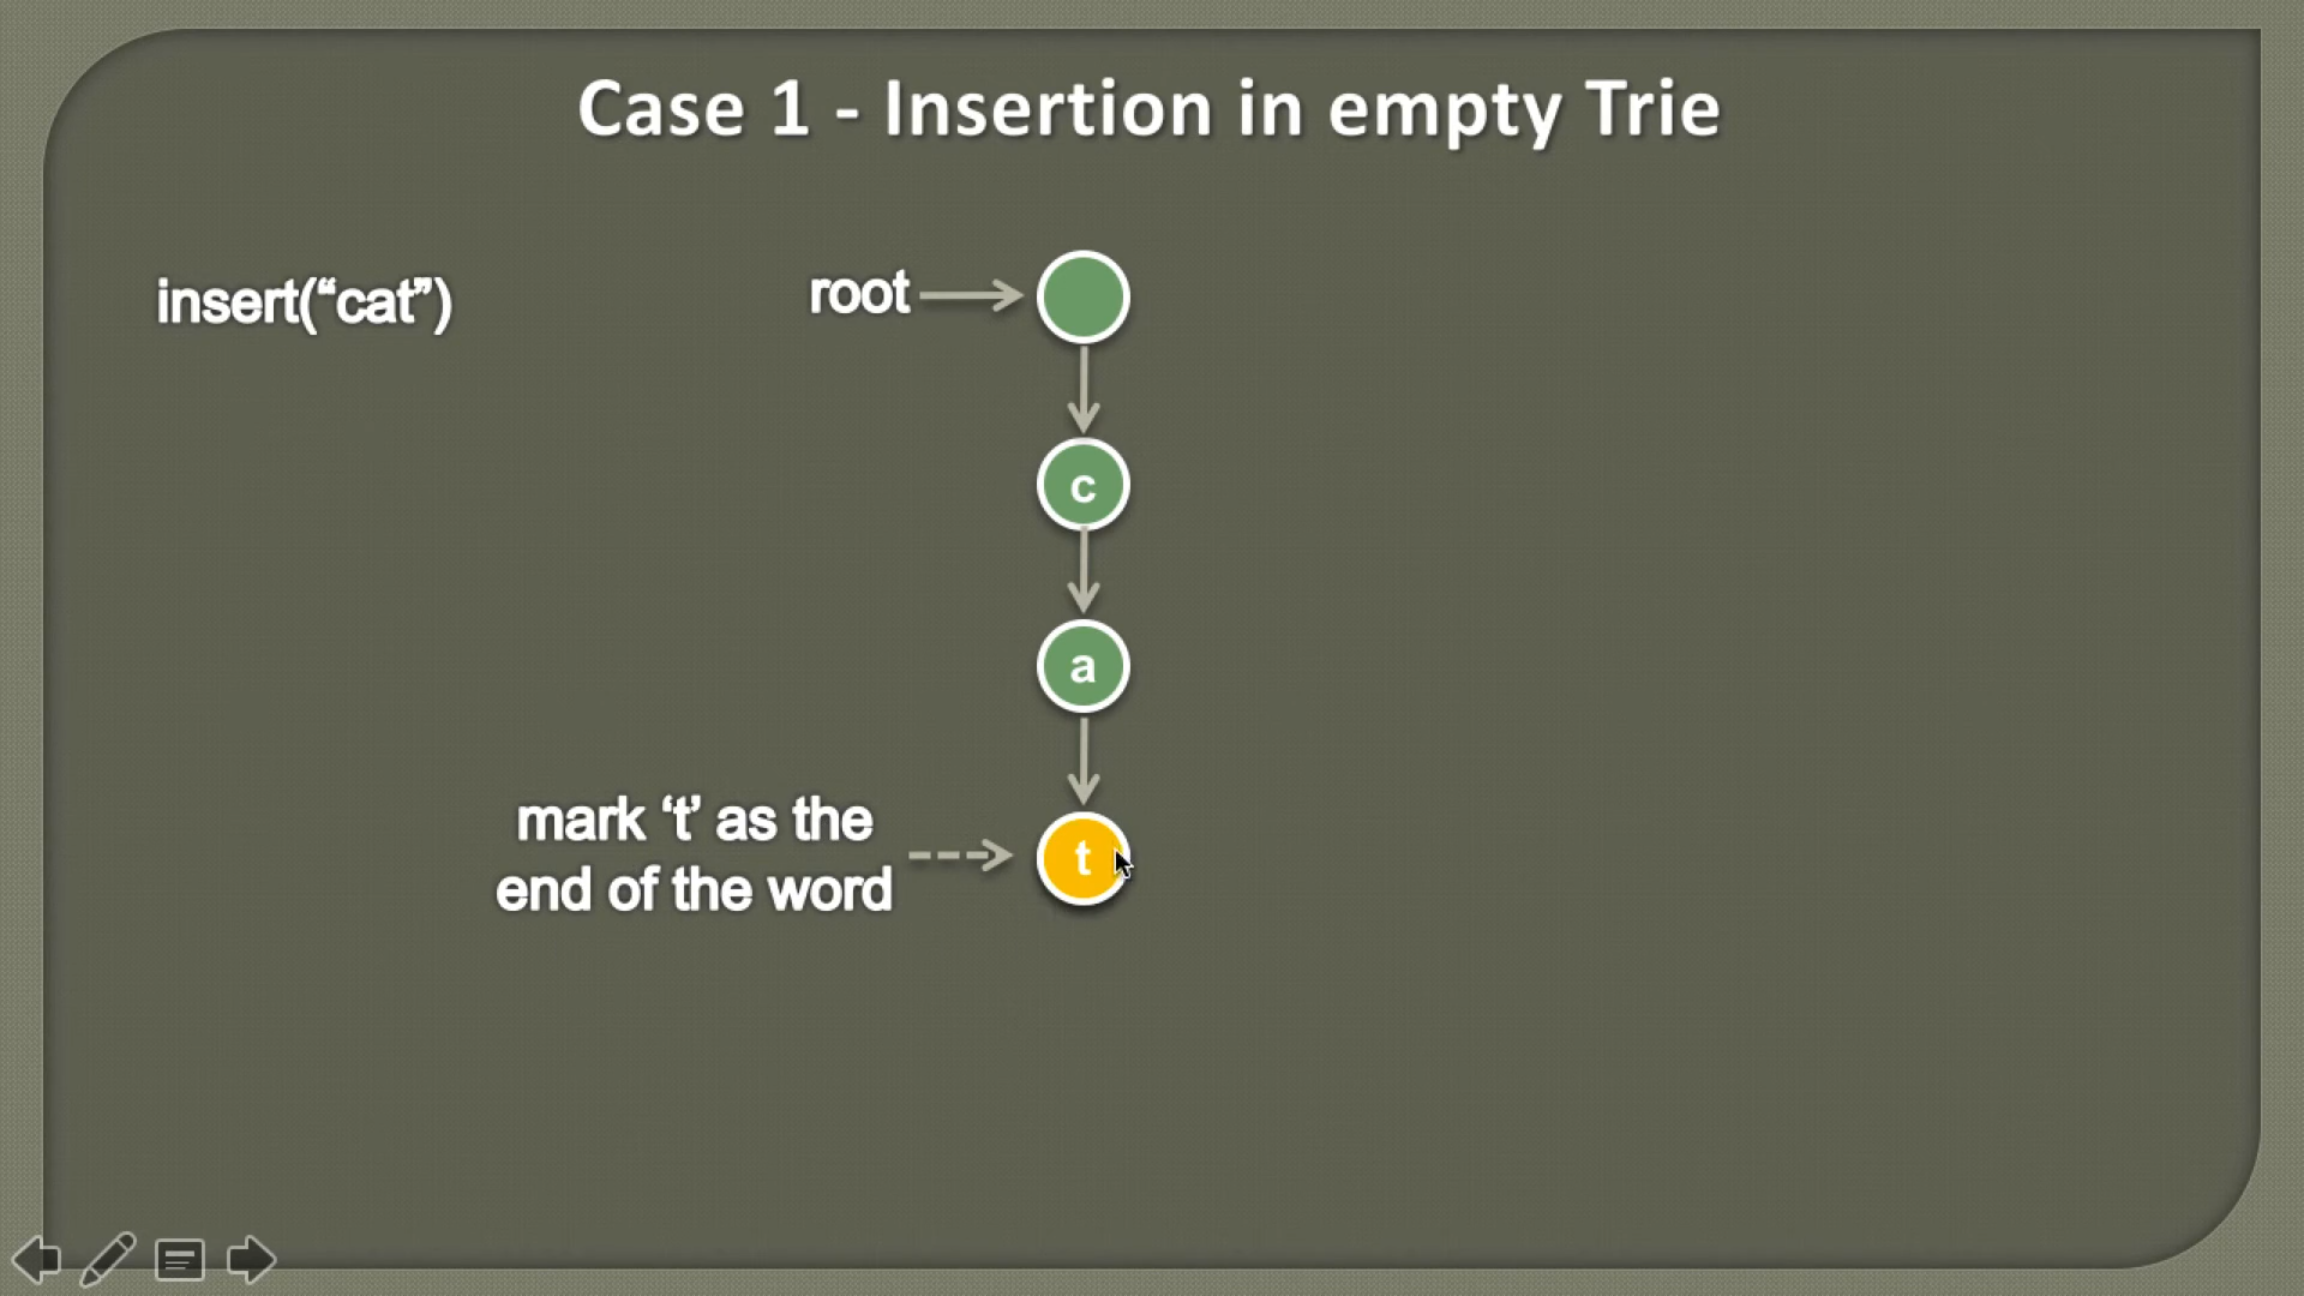 Case 1 - Insertion in empty Trie
insert(“cat”)
root
c
a
mark ‘t’ as the
end of the word
t